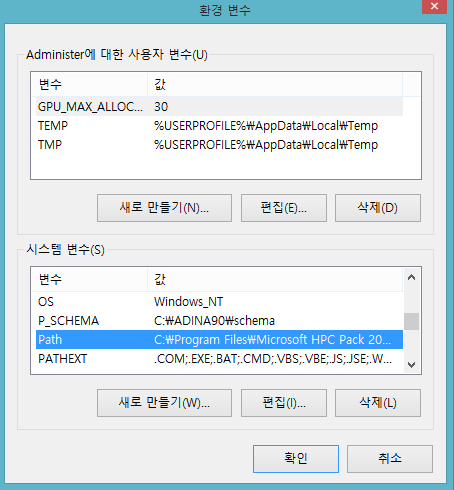 환경 변수
Administer에 대한 사용자 변수(U)
변수 값
GPU_MAX_ALLOC... 30
TEMP %USERPROFILE%₩AppData₩Local₩Temp
TMP %USERPROFILE%₩AppData₩Local₩Temp
새로 만들기(N)... 편집(E)... 삭제(D)
시스템 변수(S)
변수 값
OS Windows_NT
P_SCHEMA C:₩ADINA90₩schema
Path C:₩Program Files₩Microsoft HPC Pack 20...
PATHEXT .COM;.EXE;.BAT;.CMD;.VBS;.VBE;.JS;.JSE;.W...
새로 만들기(W)... 편집(I)... 삭제(L)
확인 취소